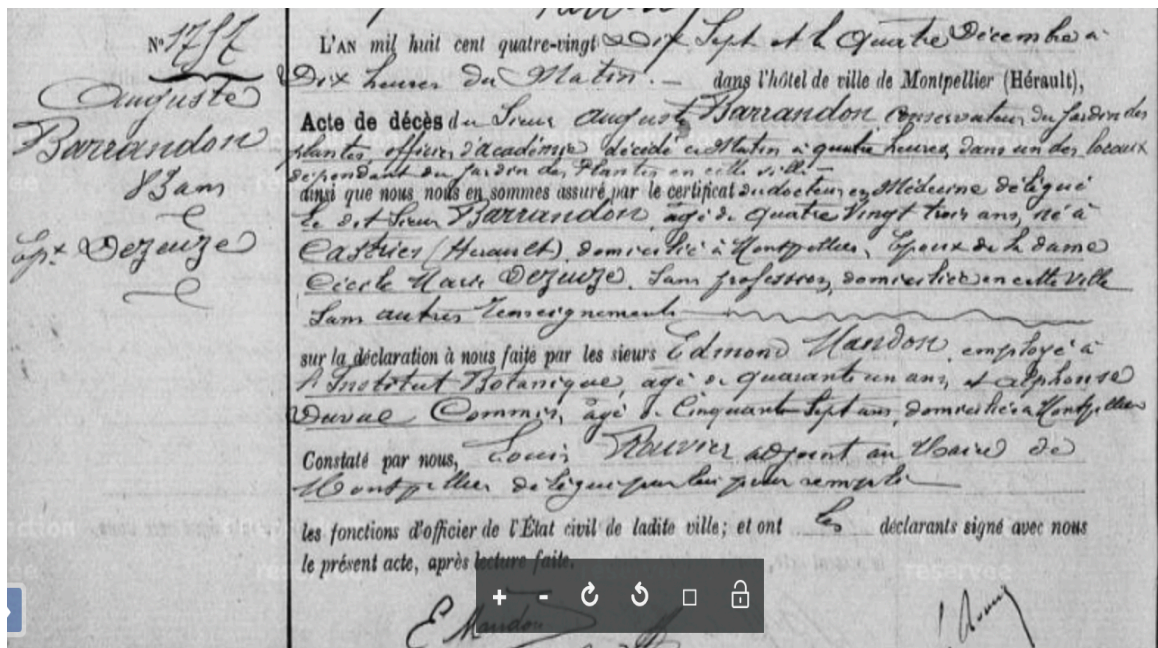 N° 1757
Auguste
Barrandon
83 ans
Epx Dezeuze
L'AN mil huit cent quatre-vingt Dix Sept et le Quatre Décembre à
Dix heures du Matin. — dans l'hôtel de ville de Montpellier (Hérault),
Acte de décès du Sieur Auguste Barrandon conservateur du Jardin des
plantes, officier d'académie décédé ce Matin à quatre heures, dans un des locaux
dépendant du Jardin des Plantes en cette ville —
ainsi que nous nous en sommes assuré par le certificat du docteur en Médecine délégué
Le dit Sieur Barrandon, agé de quatre Vingt trois ans, né à
Castries (Herault), domicilié à Montpellier, Epoux de la dame
Cécile Marie Dezeuze, Sans profession, domiciliée en cette Ville
Sans autres Renseignements
sur la déclaration à nous faite par les sieurs Edmond Mandon, employé à
l'Institut Botanique, agé de quarante un ans, et Alphonse
Duval Commis, âgé de Cinquante Sept ans, domiciliés à Montpellier
Constaté par nous, Louis Rouvier adjoint au Maire de
Montpellier délégué par lui pour remplir
les fonctions d'officier de l'État civil de ladite ville; et ont les déclarants signé avec nous
le présent acte, après lecture faite.
E Mandon